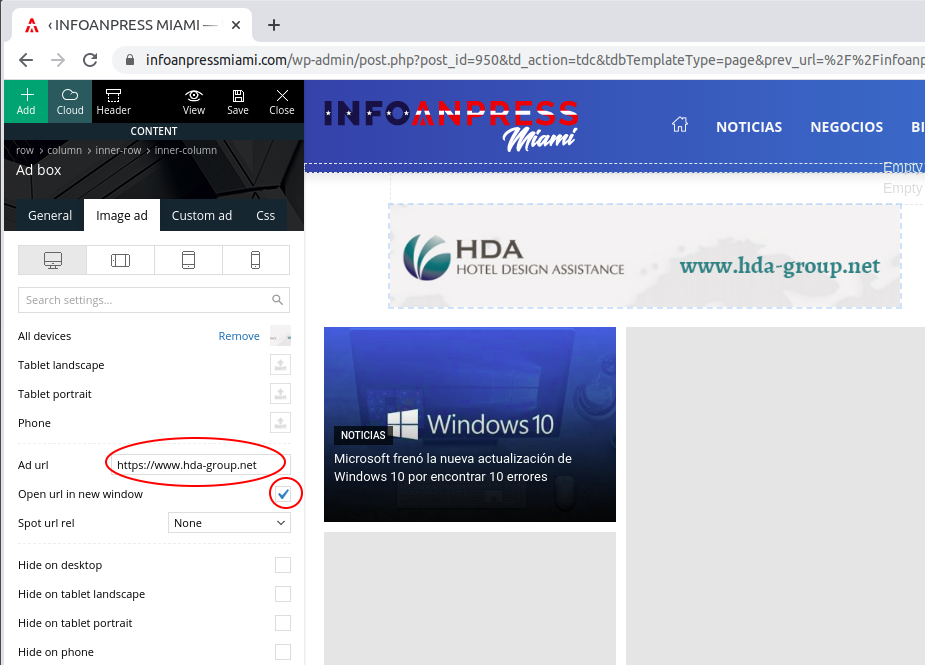 ‹ INFOANPRESS MIAMI —
infoanpressmiami.com/wp-admin/post.php?post_id=950&td_action=tdc&tdbTemplateType=page&prev_url=%2F%2Finfoanp
Add
Cloud
Header
View
Save
Close
CONTENT
row > column > inner-row > inner-column
Ad box
General
Image ad
Custom ad
Css
Search settings...
All devices
Remove
Tablet landscape
Tablet portrait
Phone
Ad url
https://www.hda-group.net
Open url in new window
Spot url rel
None
Hide on desktop
Hide on tablet landscape
Hide on tablet portrait
Hide on phone
INFOANPRESS
Miami
NOTICIAS
NEGOCIOS
BI
Empty
Empty
HDA
HOTEL DESIGN ASSISTANCE
www.hda-group.net
Windows 10
NOTICIAS
Microsoft frenó la nueva actualización de
Windows 10 por encontrar 10 errores